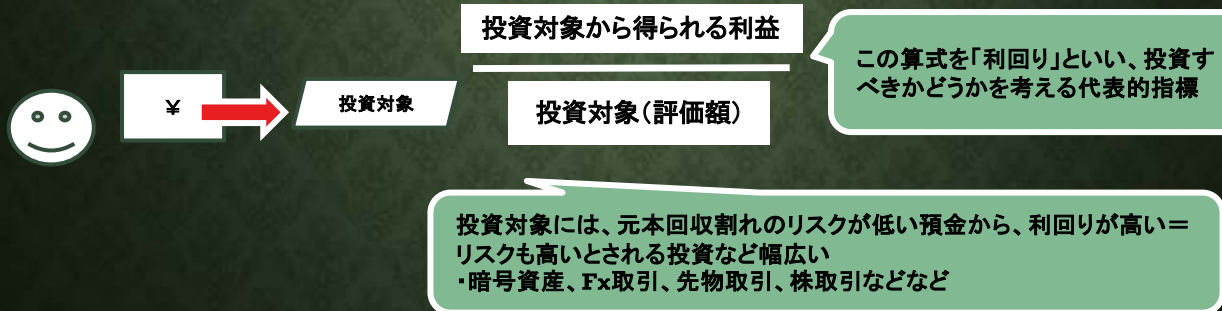 投資対象から得られる利益
この算式を「利回り」といい、投資す
べきかどうかを考える代表的指標
¥
投資対象
投資対象(評価額)
投資対象には、元本回収割れのリスクが低い預金から、利回りが高い=
リスクも高いとされる投資など幅広い
・暗号資産、Fx取引、先物取引、株取引などなど